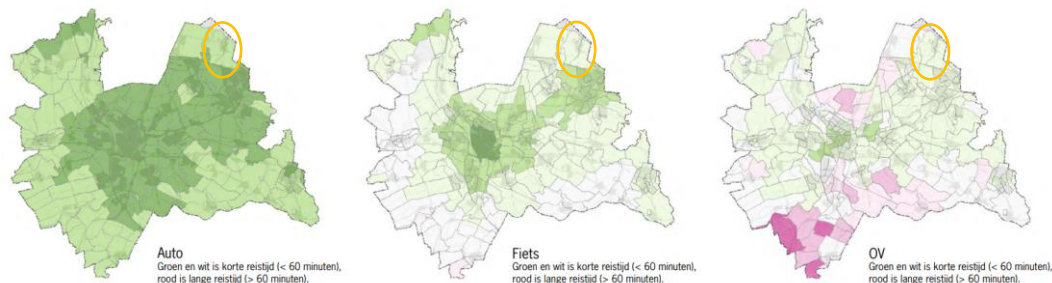 Auto
Groen en wit is korte reistijd (< 60 minuten),
rood is lange reistijd (> 60 minuten).
Fiets
Groen en wit is korte reistijd (< 60 minuten),
rood is lange reistijd (> 60 minuten).
OV
Groen en wit is korte reistijd (< 60 minuten),
rood is lange reistijd (> 60 minuten).